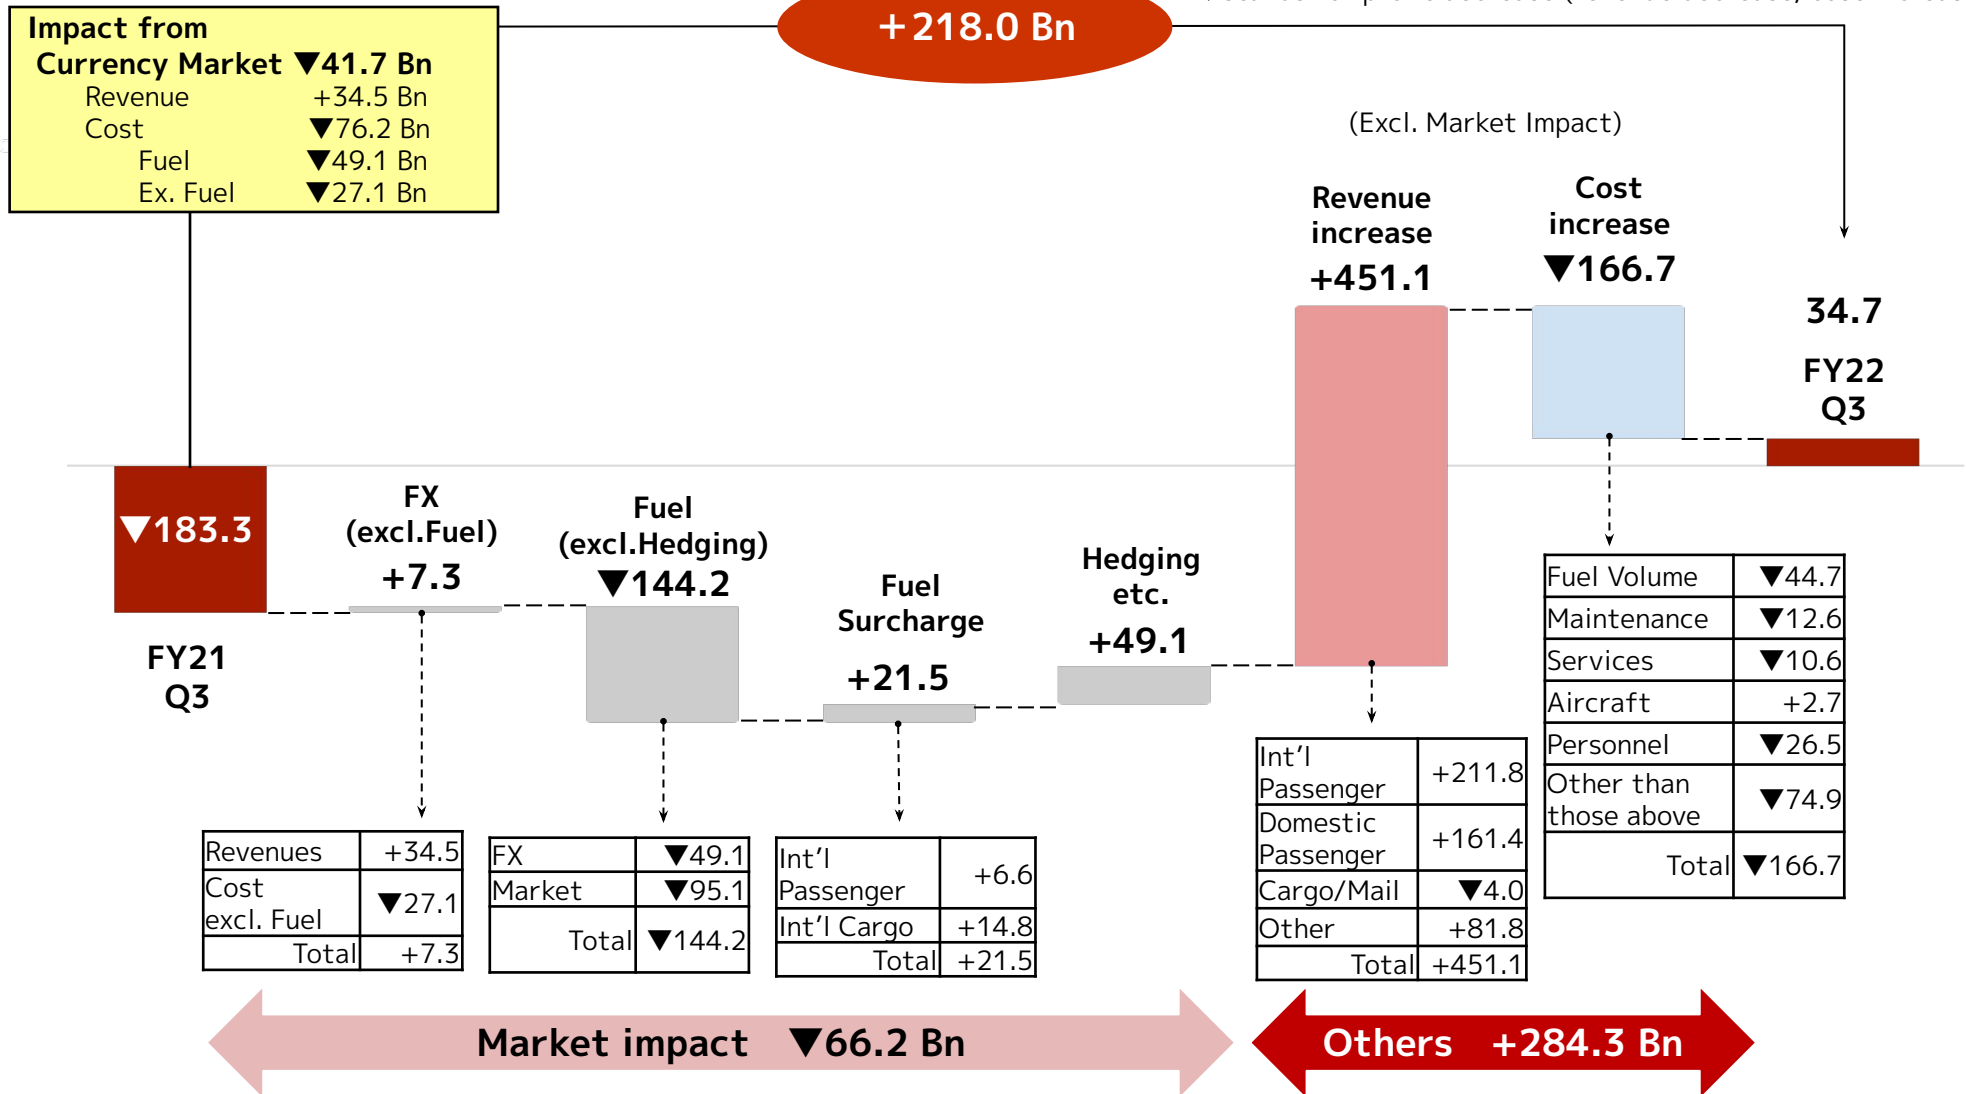 Impact from
Currency Market ▼41.7 Bn
Revenue +34.5 Bn
Cost ▼76.2 Bn
Fuel ▼49.1 Bn
Ex. Fuel ▼27.1 Bn
+218.0 Bn
(Excl. Market Impact)
Revenue
increase
+451.1
Cost
increase
▼166.7
34.7
FY22
Q3
▼183.3
FY21
Q3
FX
(excl.Fuel)
+7.3
Fuel
(excl.Hedging)
▼144.2
Fuel
Surcharge
+21.5
Hedging
etc.
+49.1
Revenues +34.5
Cost
excl. Fuel ▼27.1
Total +7.3
FX ▼49.1
Market ▼95.1
Total ▼144.2
Int'l
Passenger +6.6
Int'l Cargo +14.8
Total +21.5
Int'l
Passenger +211.8
Domestic
Passenger +161.4
Cargo/Mail ▼4.0
Other +81.8
Total +451.1
Fuel Volume ▼44.7
Maintenance ▼12.6
Services ▼10.6
Aircraft +2.7
Personnel ▼26.5
Other than
those above ▼74.9
Total ▼166.7
Market impact ▼66.2 Bn
Others +284.3 Bn